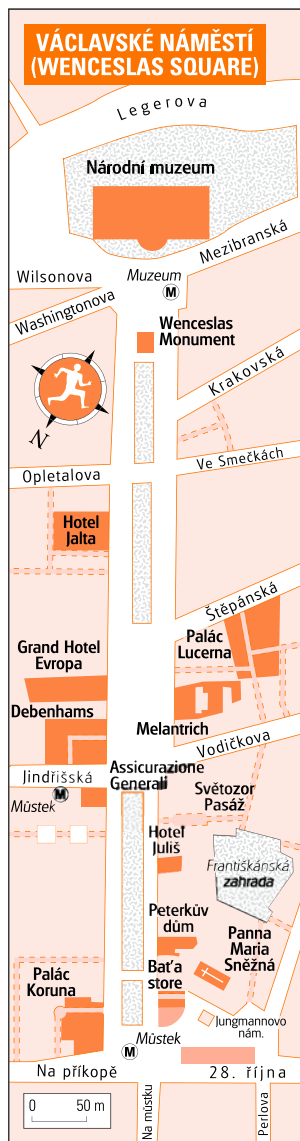 VÁCLAVSKÉ NÁMĚSTÍ
(WENCESLAS SQUARE)
Legerova
Národní muzeum
Mezibranská
Wilsonova
Muzeum
M
Washingtonova
Wenceslas
Monument
Krakovská
N
Ve Smečkách
Opletalova
Hotel
Jalta
Štěpánská
Palác
Lucerna
Grand Hotel
Evropa
Debenhams
Melantrich
Vodičkova
Assicurazione
Generali
Jindřišská
Můstek
M
Světozor
Pasáž
Hotel
Juliš
Františkánská
zahrada
Peterkův
dům
Panna
Maria
Sněžná
Palác
Koruna
Bat'a
store
Jungmannovo
nám.
Můstek
M
Na příkopě
28. října
Na můstku
Perlova
0 50 m